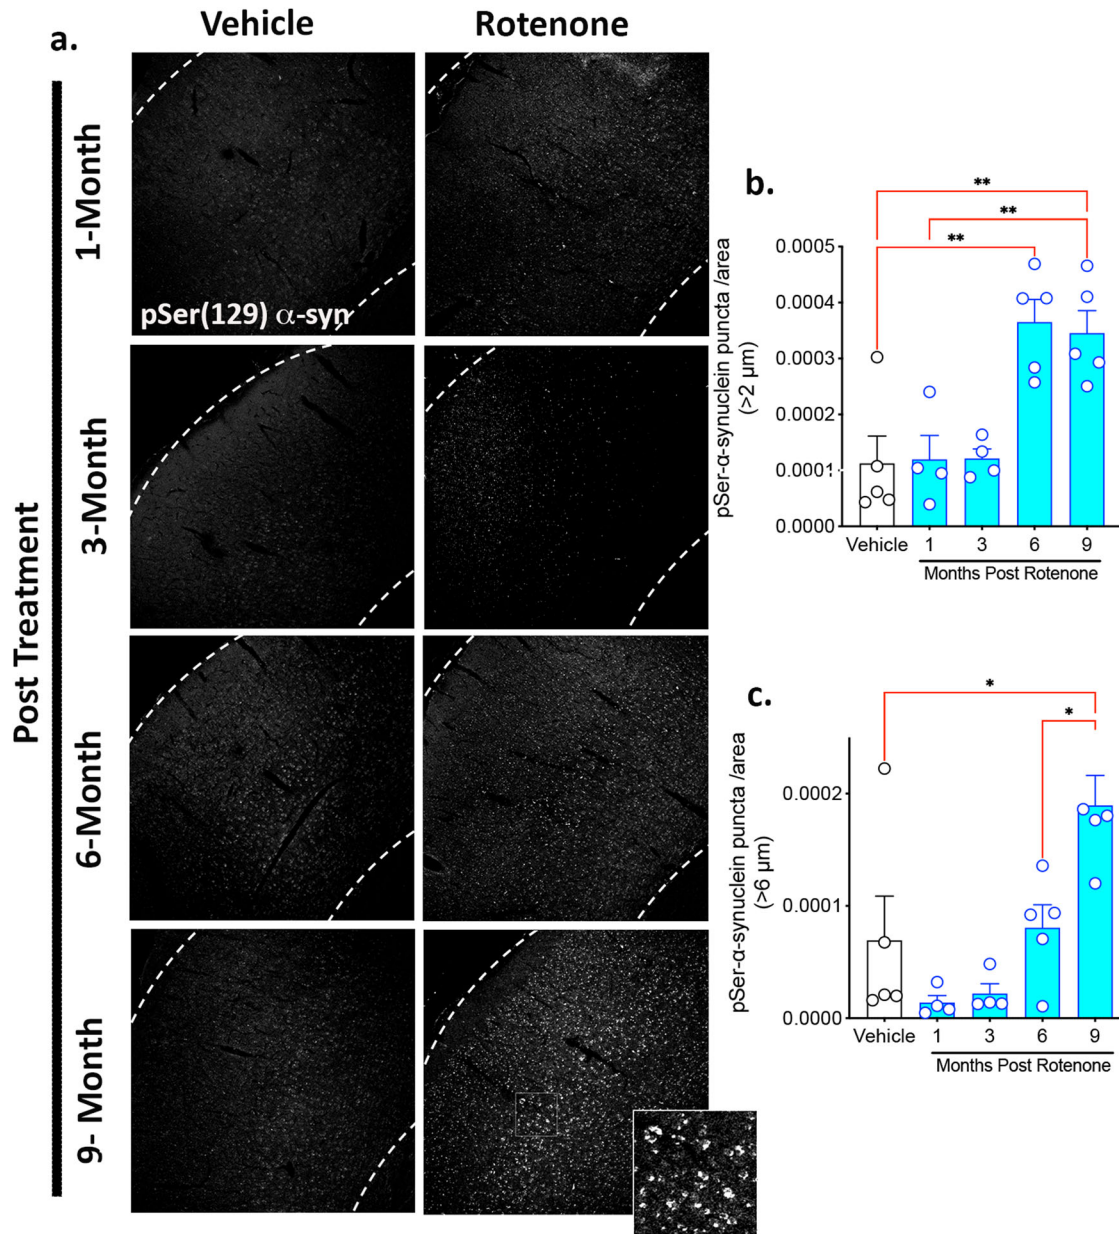 a.
Vehicle
Rotenone
Post Treatment
1-Month
pSer(129) α-syn
3-Month
6-Month
9- Month
b.
**
**
**
pSer-α-synuclein puncta /area
(>2 µm)
0.0005
0.0004
0.0003
0.0002
0.0001
0.0000
Vehicle
1
3
6
9
Months Post Rotenone
c.
*
*
pSer-α-synuclein puncta /area
(>6 µm)
0.0002
0.0001
0.0000
Vehicle
1
3
6
9
Months Post Rotenone